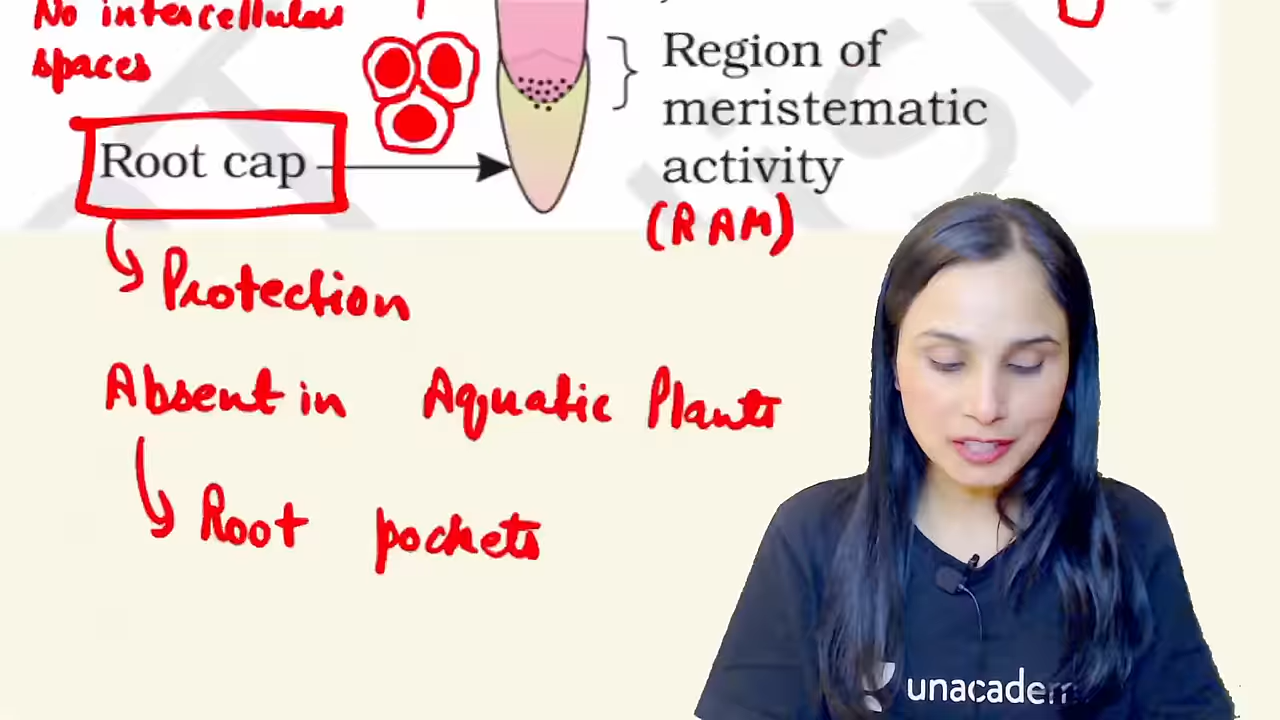 No intercellular
spaces
Region of
meristematic
activity
Root cap
(RAM)
Protection
Absent in Aquatic Plants
Root pockets
unacadem